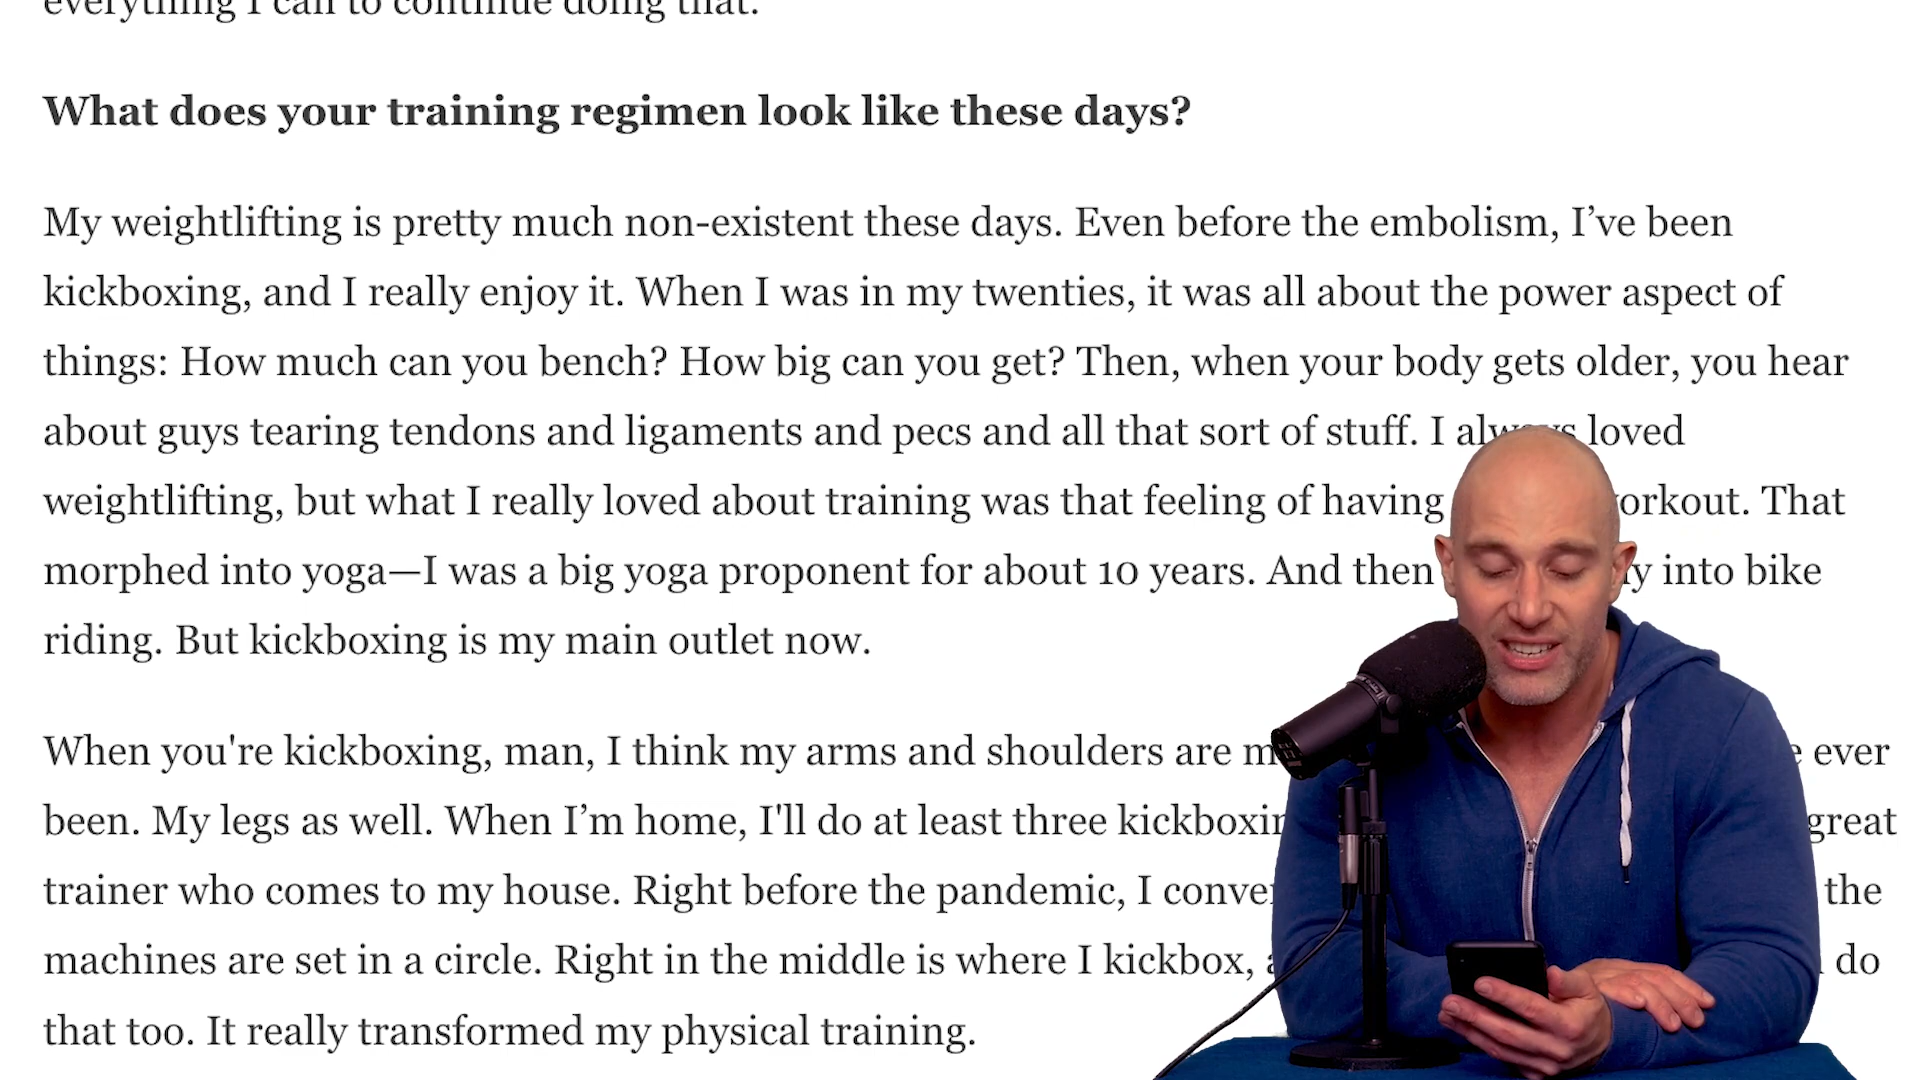 everything I can to continue doing that.
What does your training regimen look like these days?
My weightlifting is pretty much non-existent these days. Even before the embolism, I’ve been
kickboxing, and I really enjoy it. When I was in my twenties, it was all about the power aspect of
things: How much can you bench? How big can you get? Then, when your body gets older, you hear
about guys tearing tendons and ligaments and pecs and all that sort of stuff. I always loved
weightlifting, but what I really loved about training was that feeling of having workout. That
morphed into yoga—I was a big yoga proponent for about 10 years. And then into bike
riding. But kickboxing is my main outlet now.
When you're kickboxing, man, I think my arms and shoulders are ever
been. My legs as well. When I’m home, I'll do at least three great
trainer who comes to my house. Right before the pandemic, I the
machines are set in a circle. Right in the middle is where I kickbox, do
that too. It really transformed my physical training.